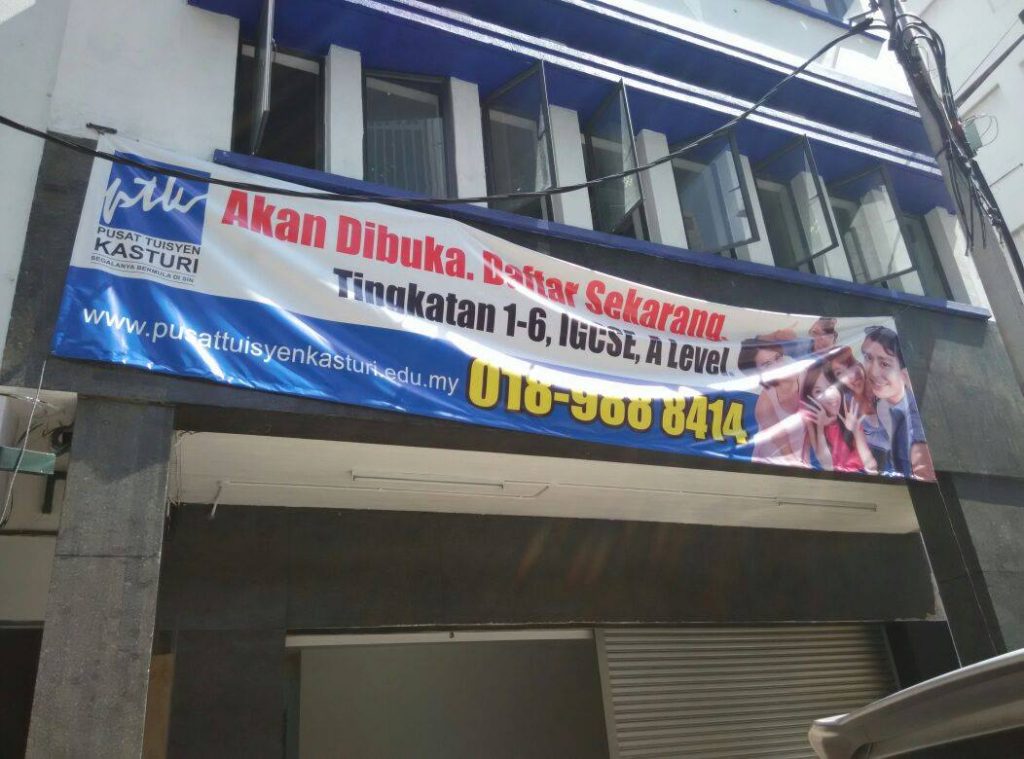 ptk
PUSAT TUISYEN
KASTURI
SEGALANYA BERMULA DI SINI
Akan Dibuka. Daftar Sekarang.
Tingkatan 1-6, IGCSE, A Level.
www.pusattuisyenkasturi.edu.my
018-988 8414